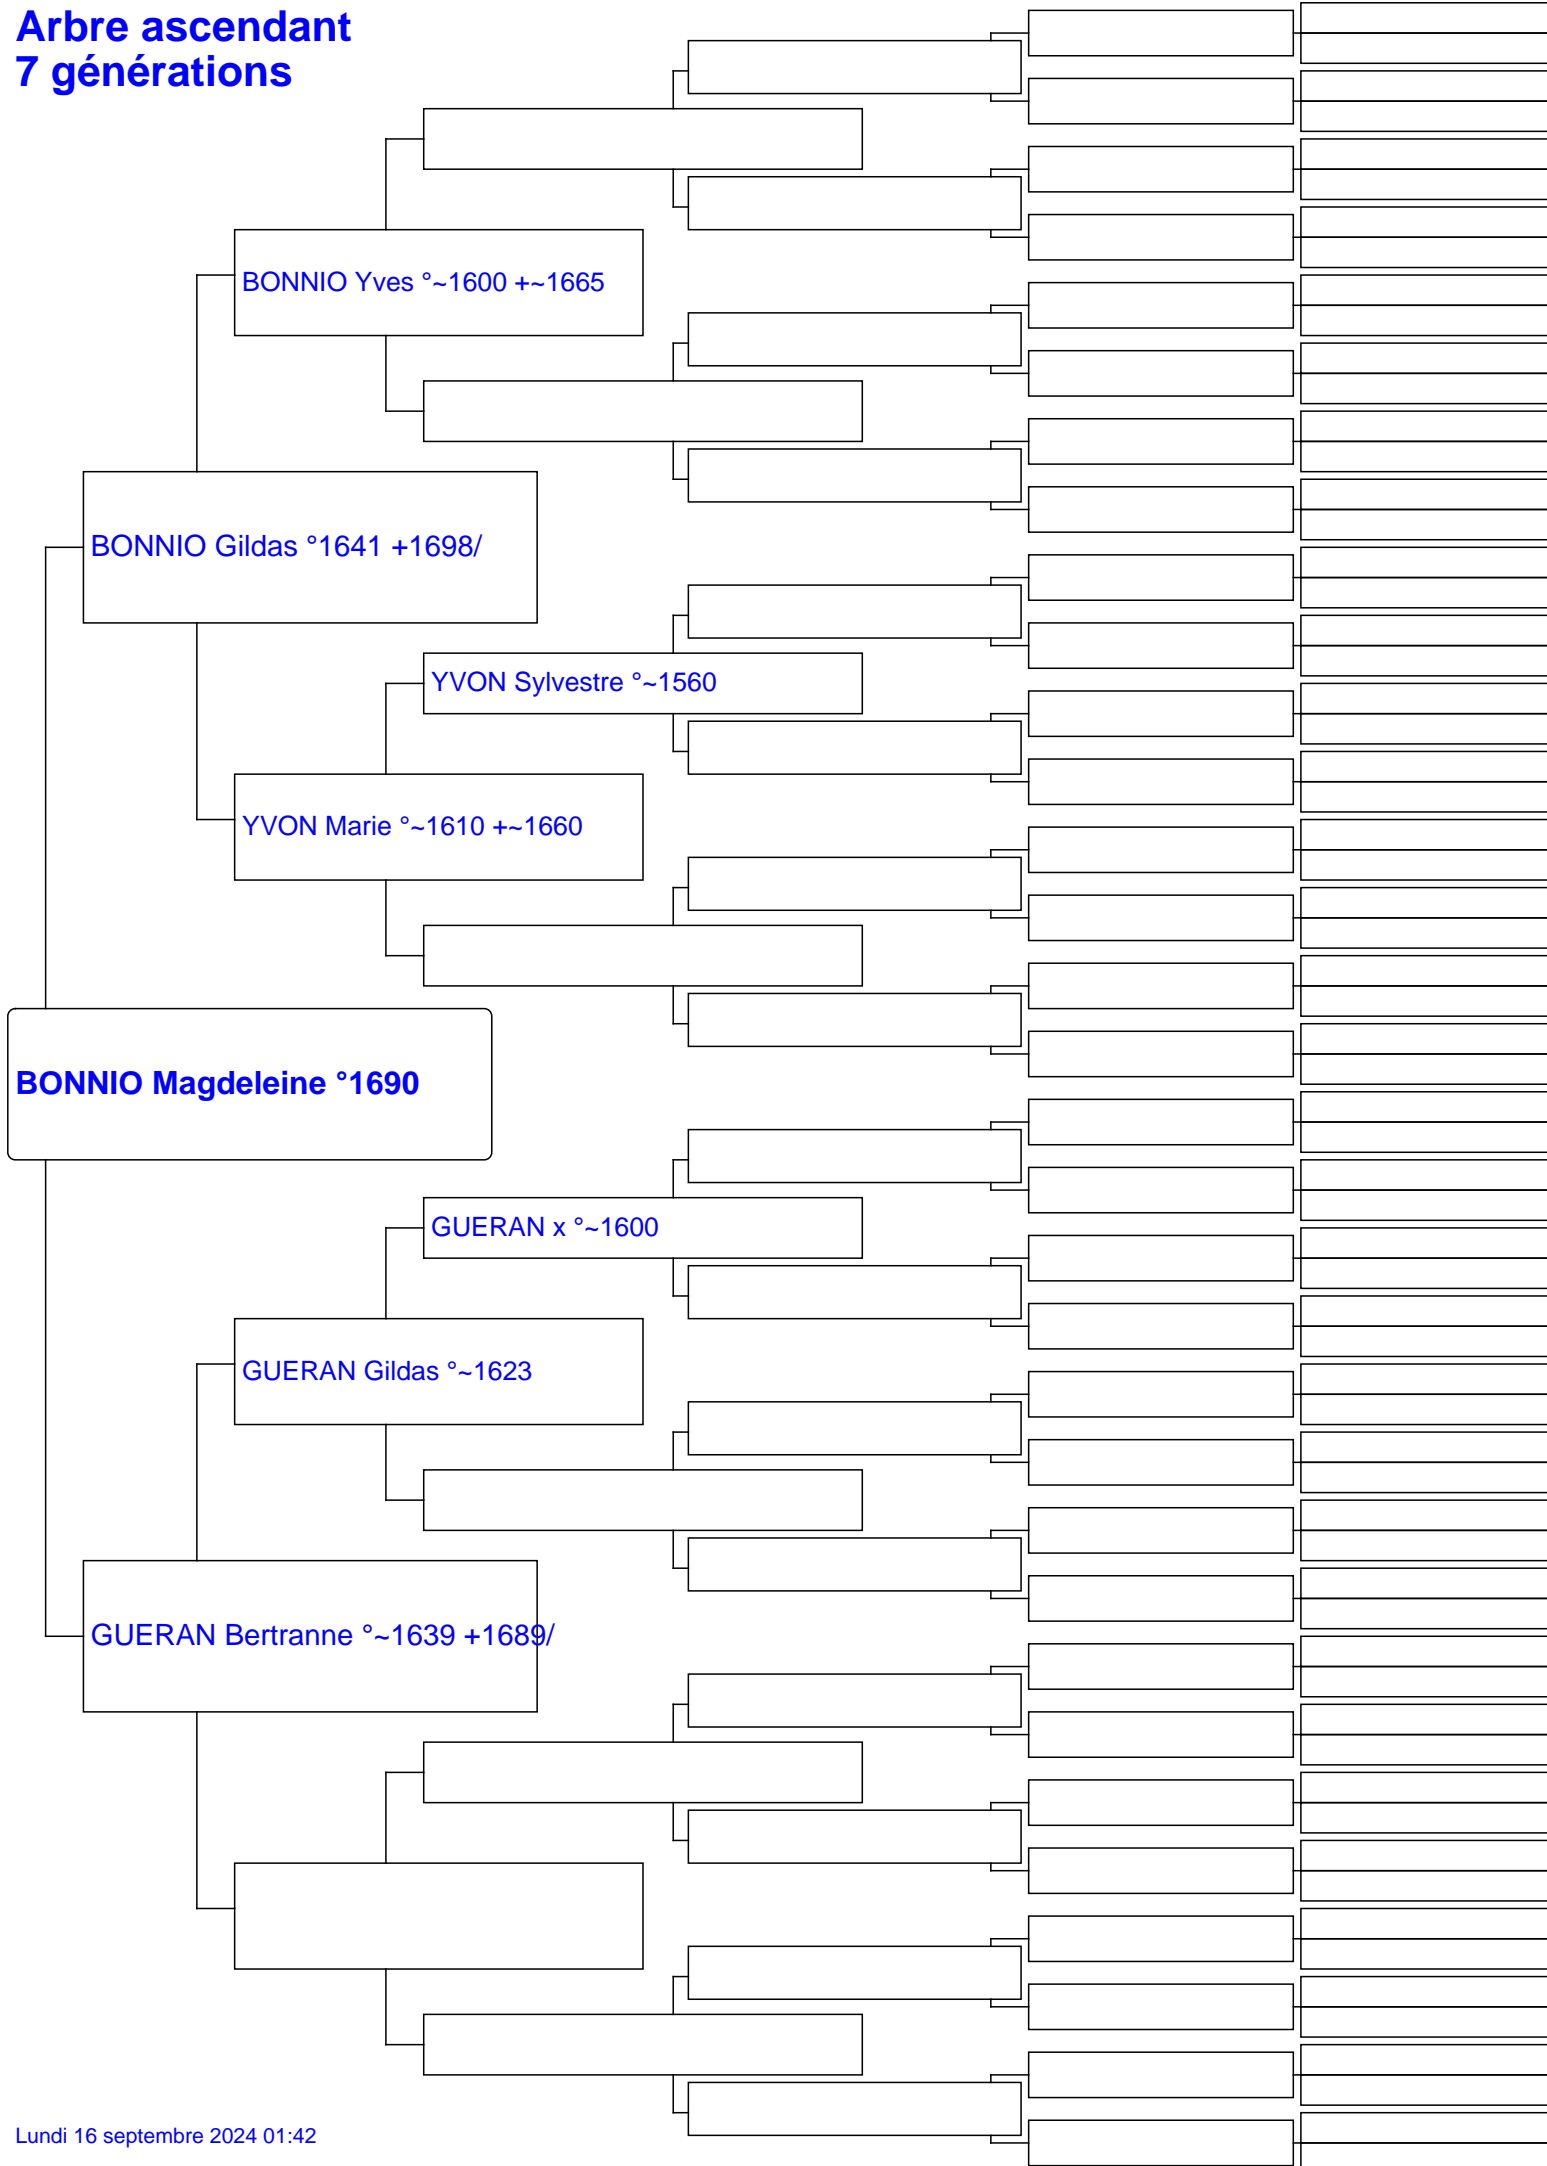 Arbre ascendant
7 générations
BONNIO Yves °~1600 +~1665
BONNIO Gildas °1641 +1698/
YVON Sylvestre °~1560
YVON Marie °~1610 +~1660
BONNIO Magdeleine °1690
GUERAN x °~1600
GUERAN Gildas °~1623
GUERAN Bertranne °~1639 +1689/
Lundi 16 septembre 2024 01:42